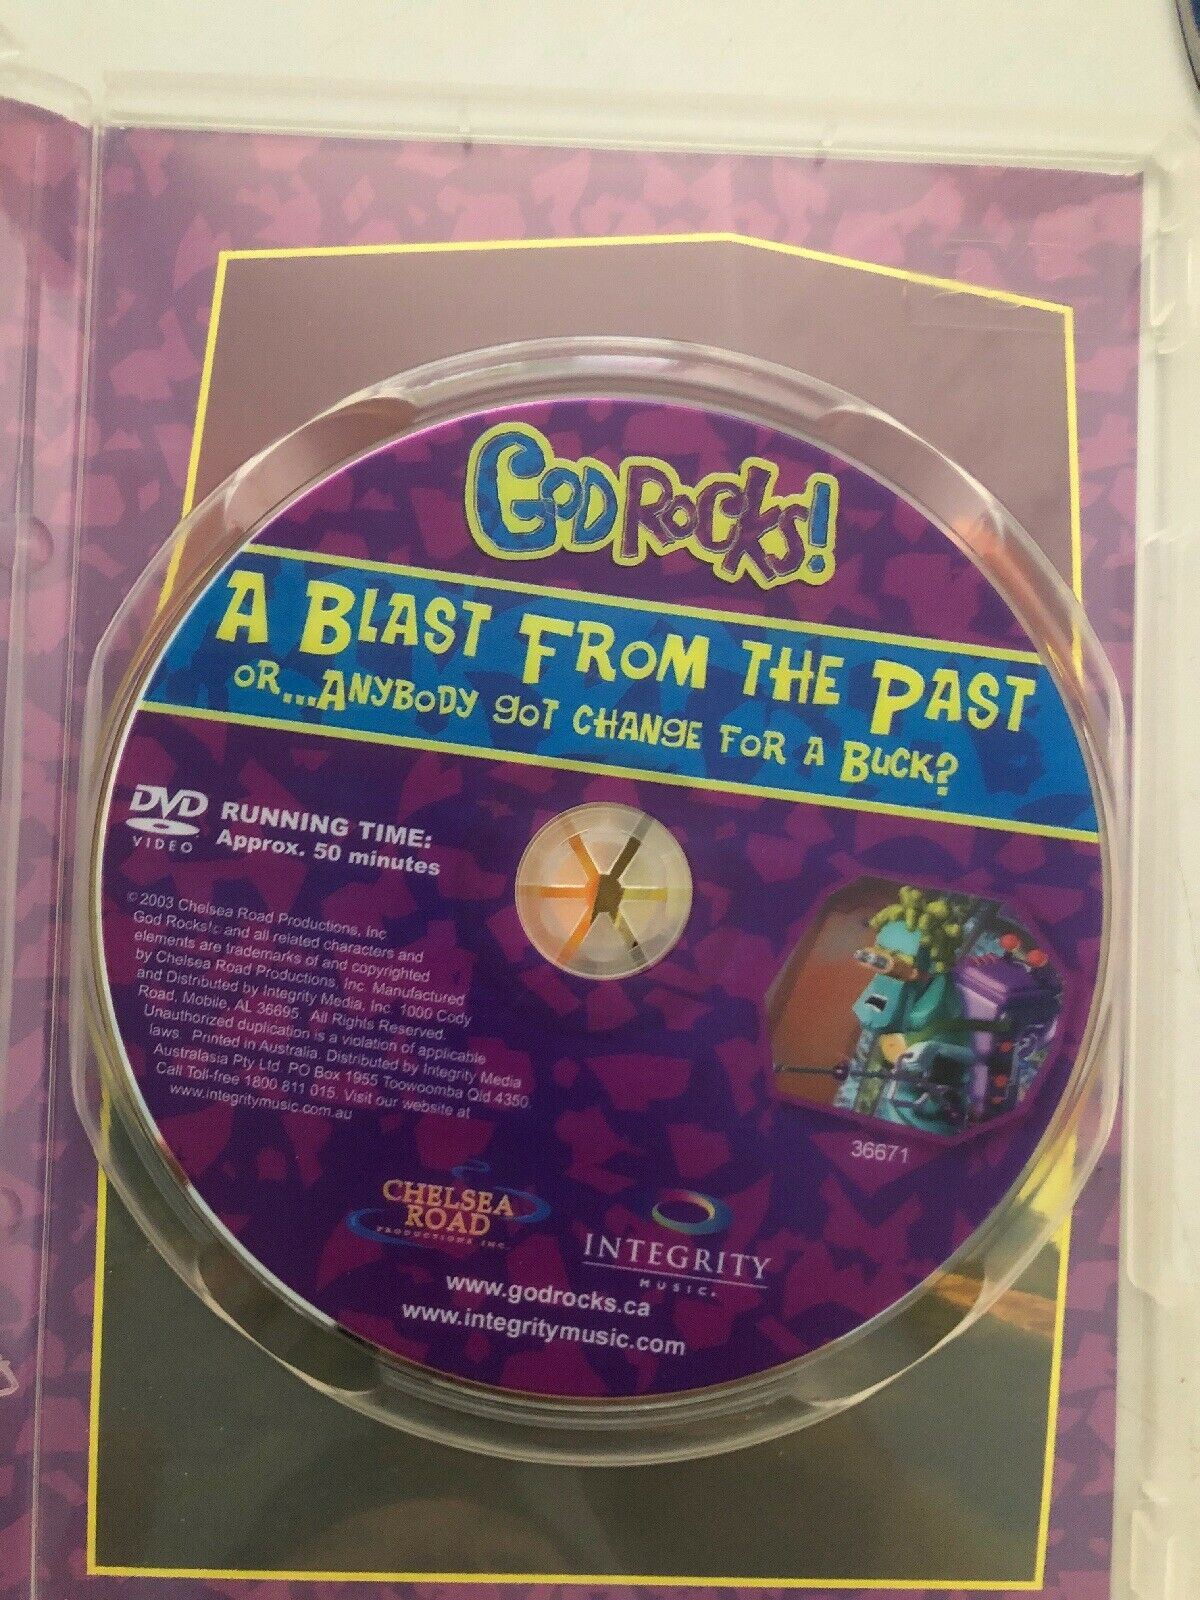 GOD ROCKS!
A BLAST FROM THE PAST
OR...ANYBODY GOT CHANGE FOR A BUCK?
DVD
VIDEO
RUNNING TIME:
Approx. 50 minutes
©2003 Chelsea Road Productions, Inc
God Rocks!© and all related characters and
elements are trademarks of and copyrighted
by Chelsea Road Productions, Inc. Manufactured
and Distributed by Integrity Media, Inc. 1000 Cody
Road, Mobile, AL 36695. All Rights Reserved.
Unauthorized duplication is a violation of applicable
laws. Printed in Australia. Distributed by Integrity Media
Australasia Pty Ltd. PO Box 1955 Toowoomba Qld 4350.
Call Toll-free 1800 811 015. Visit our website at
www.integritymusic.com.au
36671
CHELSEA
ROAD
PRODUCTIONS INC.
INTEGRITY
MUSIC®
www.godrocks.ca
www.integritymusic.com